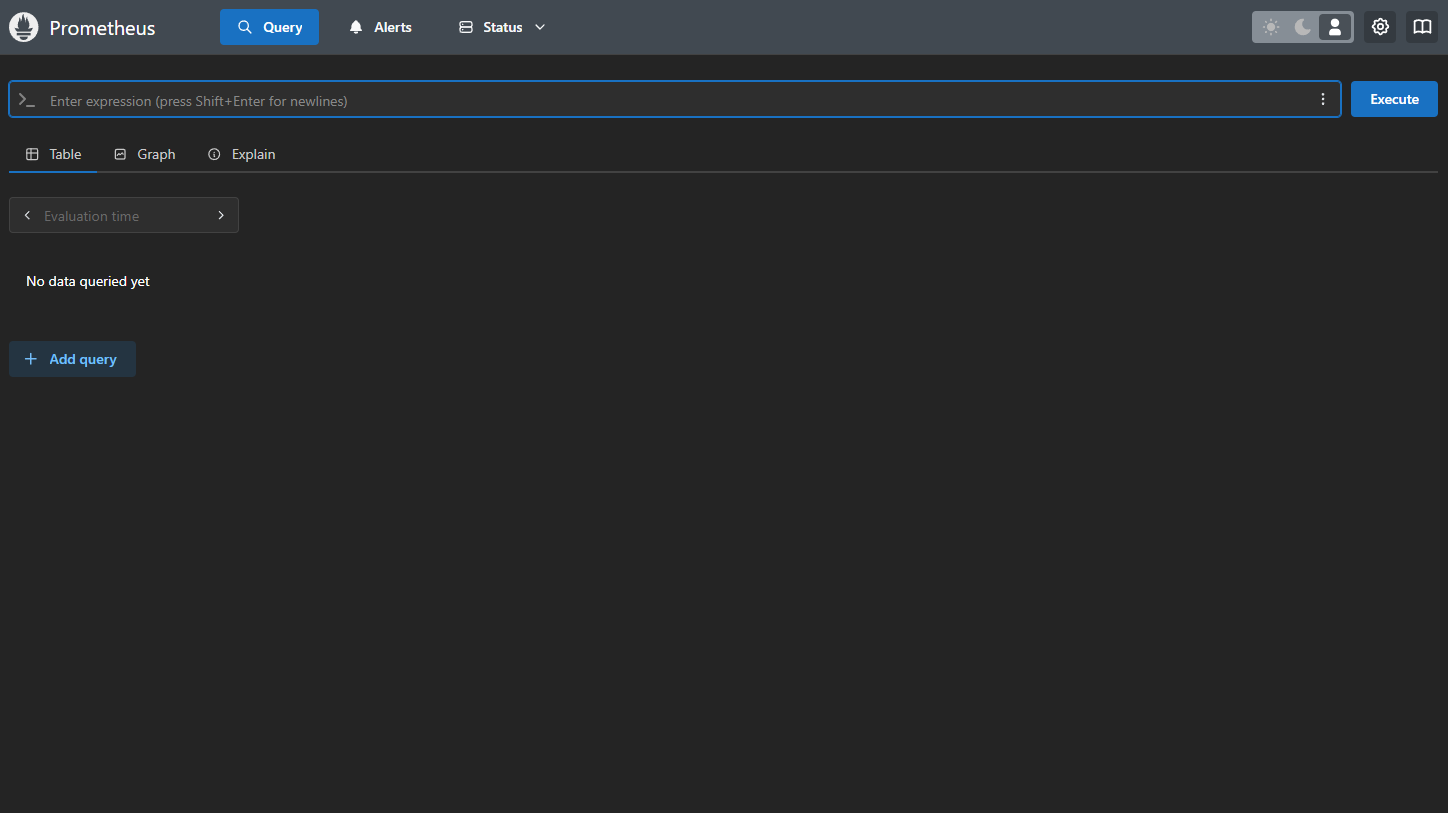 Prometheus Query Alerts Status
Enter expression (press Shift+Enter for newlines) Execute
Table Graph Explain
Evaluation time
No data queried yet
Add query